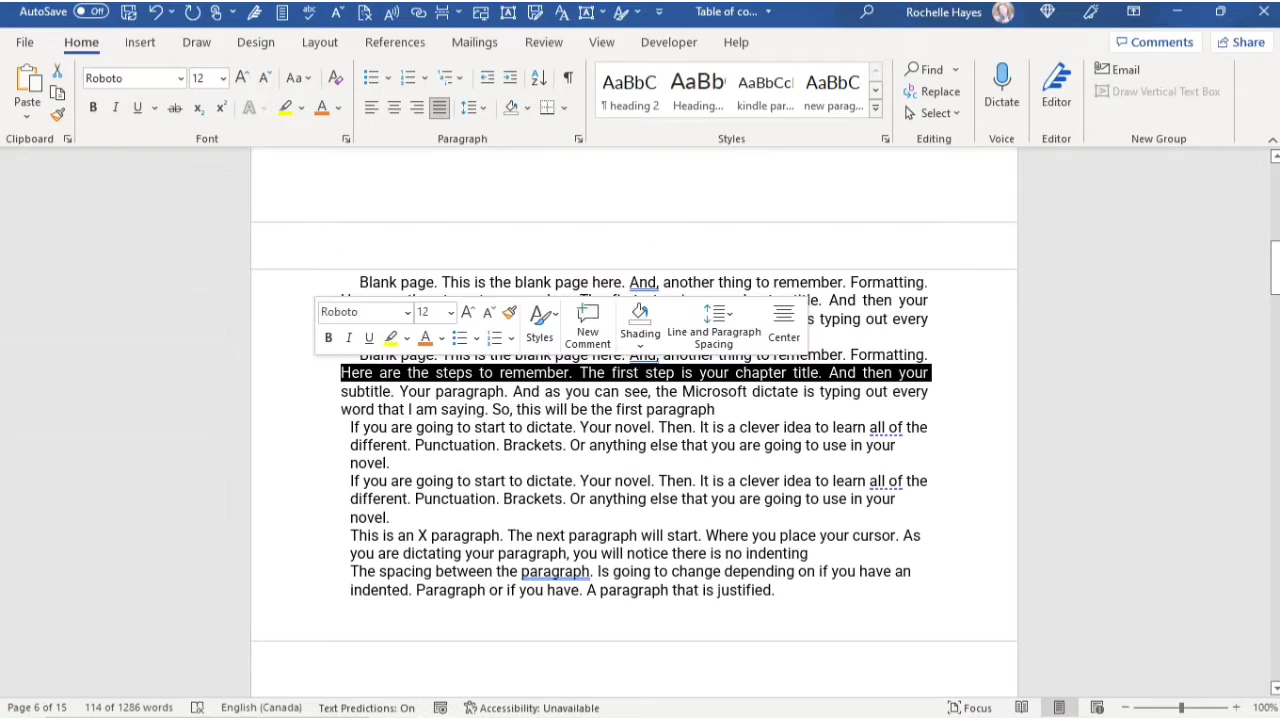 AutoSave Off Table of co... Rochelle Hayes
File Home Insert Draw Design Layout References Mailings Review View Developer Help Comments Share
Paste Roboto 12 Aa AaBbC AaBb AaBbCcI AaBbC Find Replace Select Dictate Editor Email Draw Vertical Text Box
¶ heading 2 Heading... kindle par... new parag...
Clipboard Font Paragraph Styles Editing Voice Editor New Group
Blank page. This is the blank page here. And, another thing to remember. Formatting.
title. And then your
s typing out every
Roboto 12 Styles New Comment Shading Line and Paragraph Spacing Center
B I U
Blank page. This is the blank page here. And, another thing to remember. Formatting.
Here are the steps to remember. The first step is your chapter title. And then your
subtitle. Your paragraph. And as you can see, the Microsoft dictate is typing out every
word that I am saying. So, this will be the first paragraph
If you are going to start to dictate. Your novel. Then. It is a clever idea to learn all of the
different. Punctuation. Brackets. Or anything else that you are going to use in your
novel.
If you are going to start to dictate. Your novel. Then. It is a clever idea to learn all of the
different. Punctuation. Brackets. Or anything else that you are going to use in your
novel.
This is an X paragraph. The next paragraph will start. Where you place your cursor. As
you are dictating your paragraph, you will notice there is no indenting
The spacing between the paragraph. Is going to change depending on if you have an
indented. Paragraph or if you have. A paragraph that is justified.
Page 6 of 15 114 of 1286 words English (Canada) Text Predictions: On Accessibility: Unavailable Focus 100%